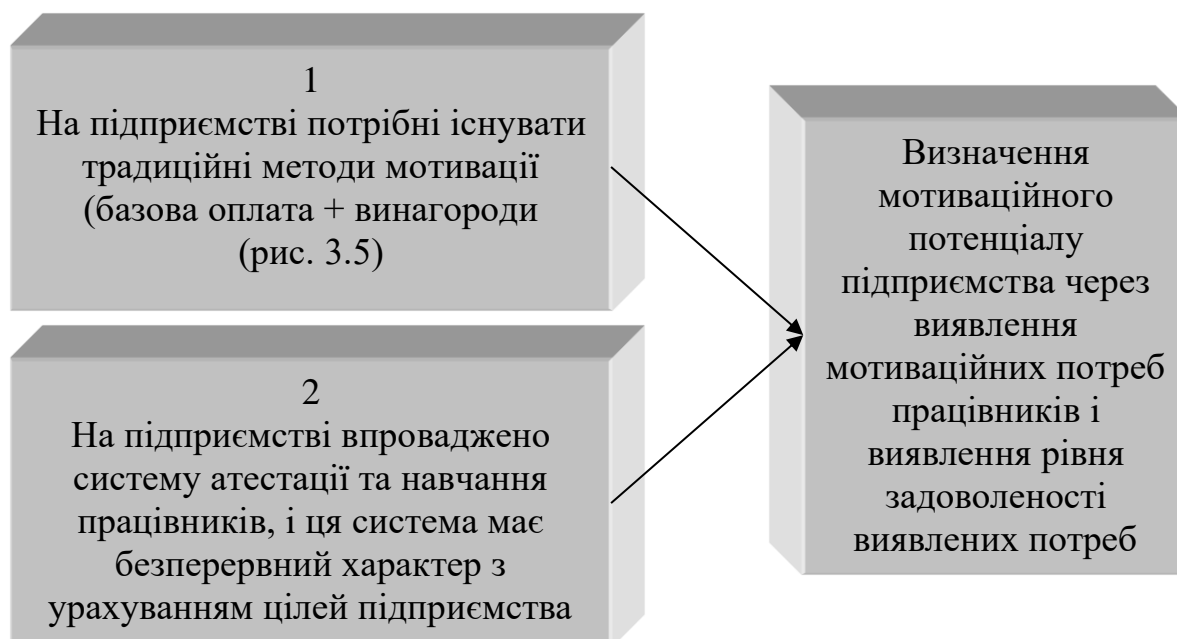 1
На підприємстві потрібні існувати
традиційні методи мотивації
(базова оплата + винагороди
(рис. 3.5)
2
На підприємстві впроваджено
систему атестації та навчання
працівників, і ця система має
безперервний характер з
урахуванням цілей підприємства
Визначення
мотиваційного
потенціалу
підприємства через
виявлення
мотиваційних потреб
працівників і
виявлення рівня
задоволеності
виявлених потреб